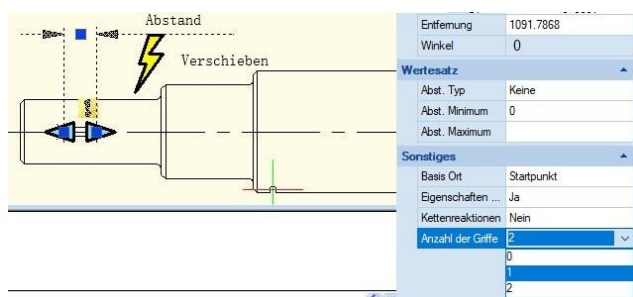 Abstand
Verschieben
Entfernung 1091.7868
Winkel 0
Wertesatz
Abst. Typ Keine
Abst. Minimum 0
Abst. Maximum
Sonstiges
Basis Ort Startpunkt
Eigenschaften ... Ja
Kettenreaktionen Nein
Anzahl der Griffe 2
0
1
2